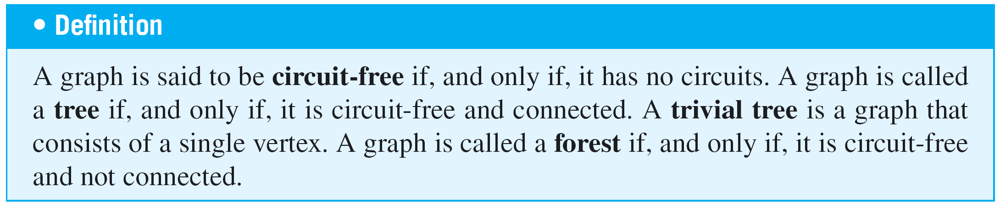 • Definition
A graph is said to be circuit-free if, and only if, it has no circuits. A graph is called
a tree if, and only if, it is circuit-free and connected. A trivial tree is a graph that
consists of a single vertex. A graph is called a forest if, and only if, it is circuit-free
and not connected.